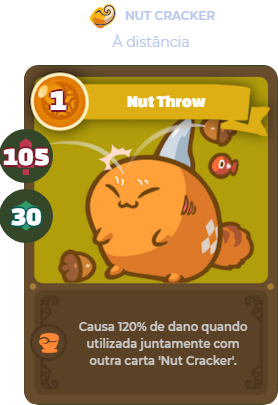 NUT CRACKER
À distância
1
Nut Throw
105
30
Causa 120% de dano quando
utilizada juntamente com
outra carta 'Nut Cracker'.